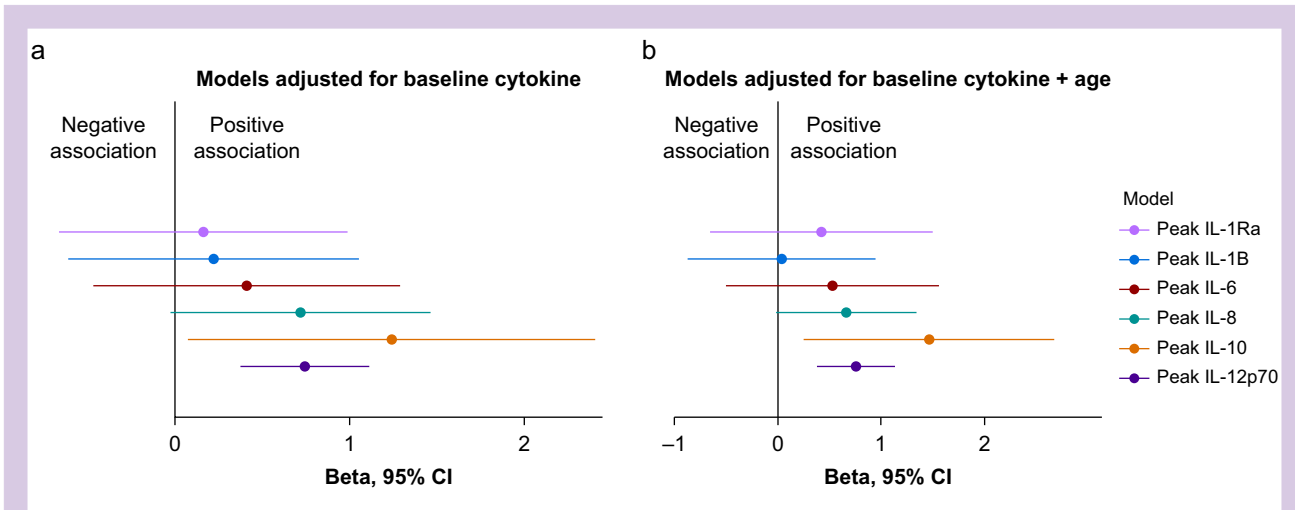 a
Models adjusted for baseline cytokine
Negative
association
Positive
association
0
1
2
Beta, 95% CI
b
Models adjusted for baseline cytokine + age
Negative
association
Positive
association
–1
0
1
2
Beta, 95% CI
Model
Peak IL-1Ra
Peak IL-1B
Peak IL-6
Peak IL-8
Peak IL-10
Peak IL-12p70